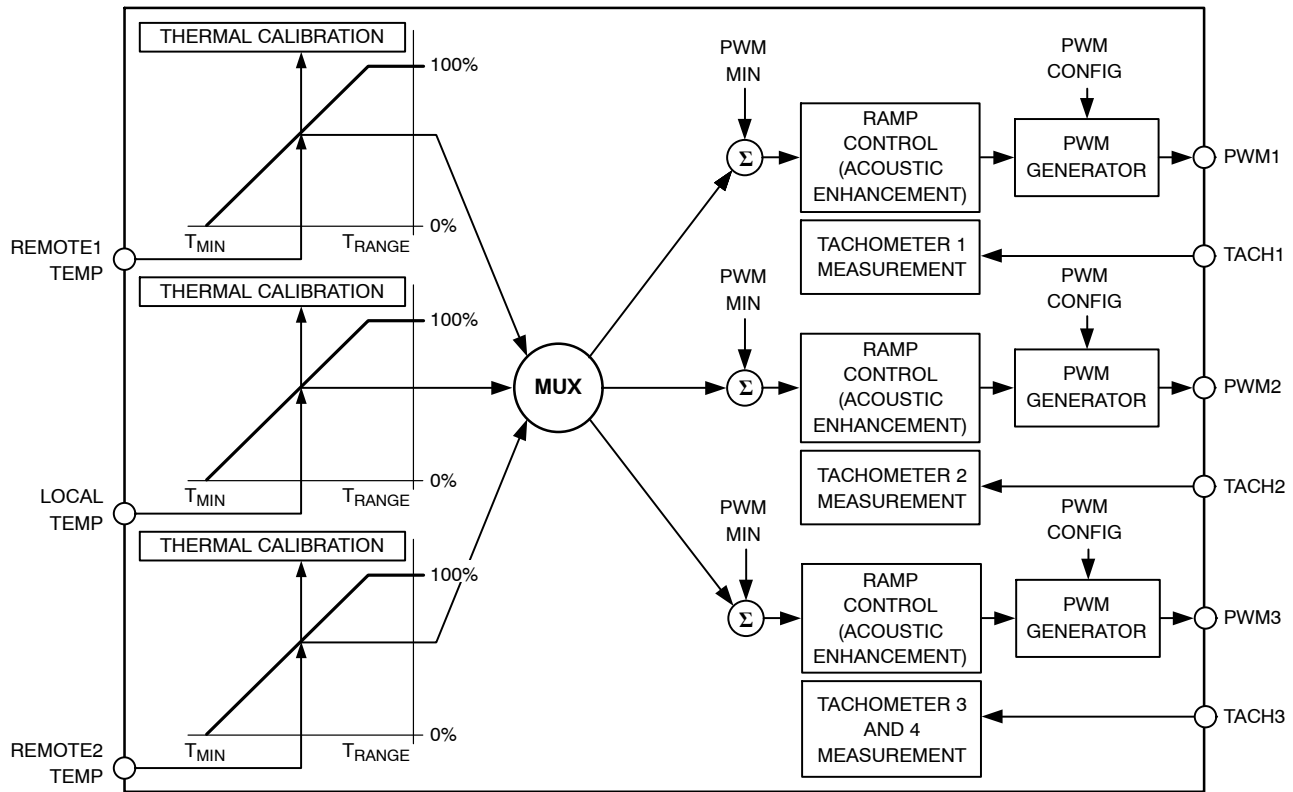 THERMAL CALIBRATION
100%
0%
TMIN
TRANGE
REMOTE1
TEMP
THERMAL CALIBRATION
100%
0%
TMIN
TRANGE
LOCAL
TEMP
THERMAL CALIBRATION
100%
0%
TMIN
TRANGE
REMOTE2
TEMP
MUX
PWM
MIN
Σ
RAMP
CONTROL
(ACOUSTIC
ENHANCEMENT)
PWM
CONFIG
PWM
GENERATOR
PWM1
TACHOMETER 1
MEASUREMENT
TACH1
PWM
MIN
Σ
RAMP
CONTROL
(ACOUSTIC
ENHANCEMENT)
PWM
CONFIG
PWM
GENERATOR
PWM2
TACHOMETER 2
MEASUREMENT
TACH2
PWM
MIN
Σ
RAMP
CONTROL
(ACOUSTIC
ENHANCEMENT)
PWM
CONFIG
PWM
GENERATOR
PWM3
TACHOMETER 3
AND 4
MEASUREMENT
TACH3